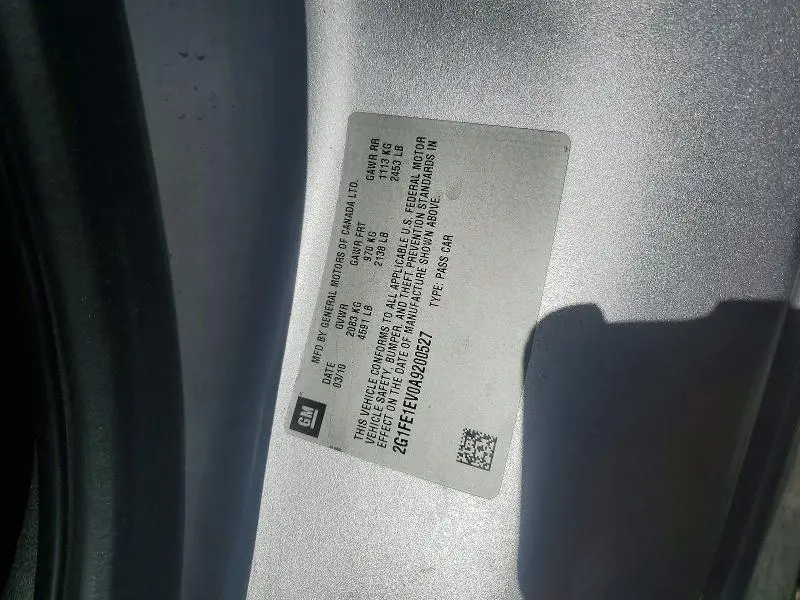 GM
MFD BY GENERAL MOTORS OF CANADA LTD.
DATE GVWR GAWR FRT GAWR RR
03/10 2083 KG 970 KG 1113 KG
4591 LB 2138 LB 2453 LB
THIS VEHICLE CONFORMS TO ALL APPLICABLE U.S. FEDERAL MOTOR
VEHICLE SAFETY, BUMPER, AND THEFT PREVENTION STANDARDS IN
EFFECT ON THE DATE OF MANUFACTURE SHOWN ABOVE.
2G1FE1EV0A9200527 TYPE: PASS CAR